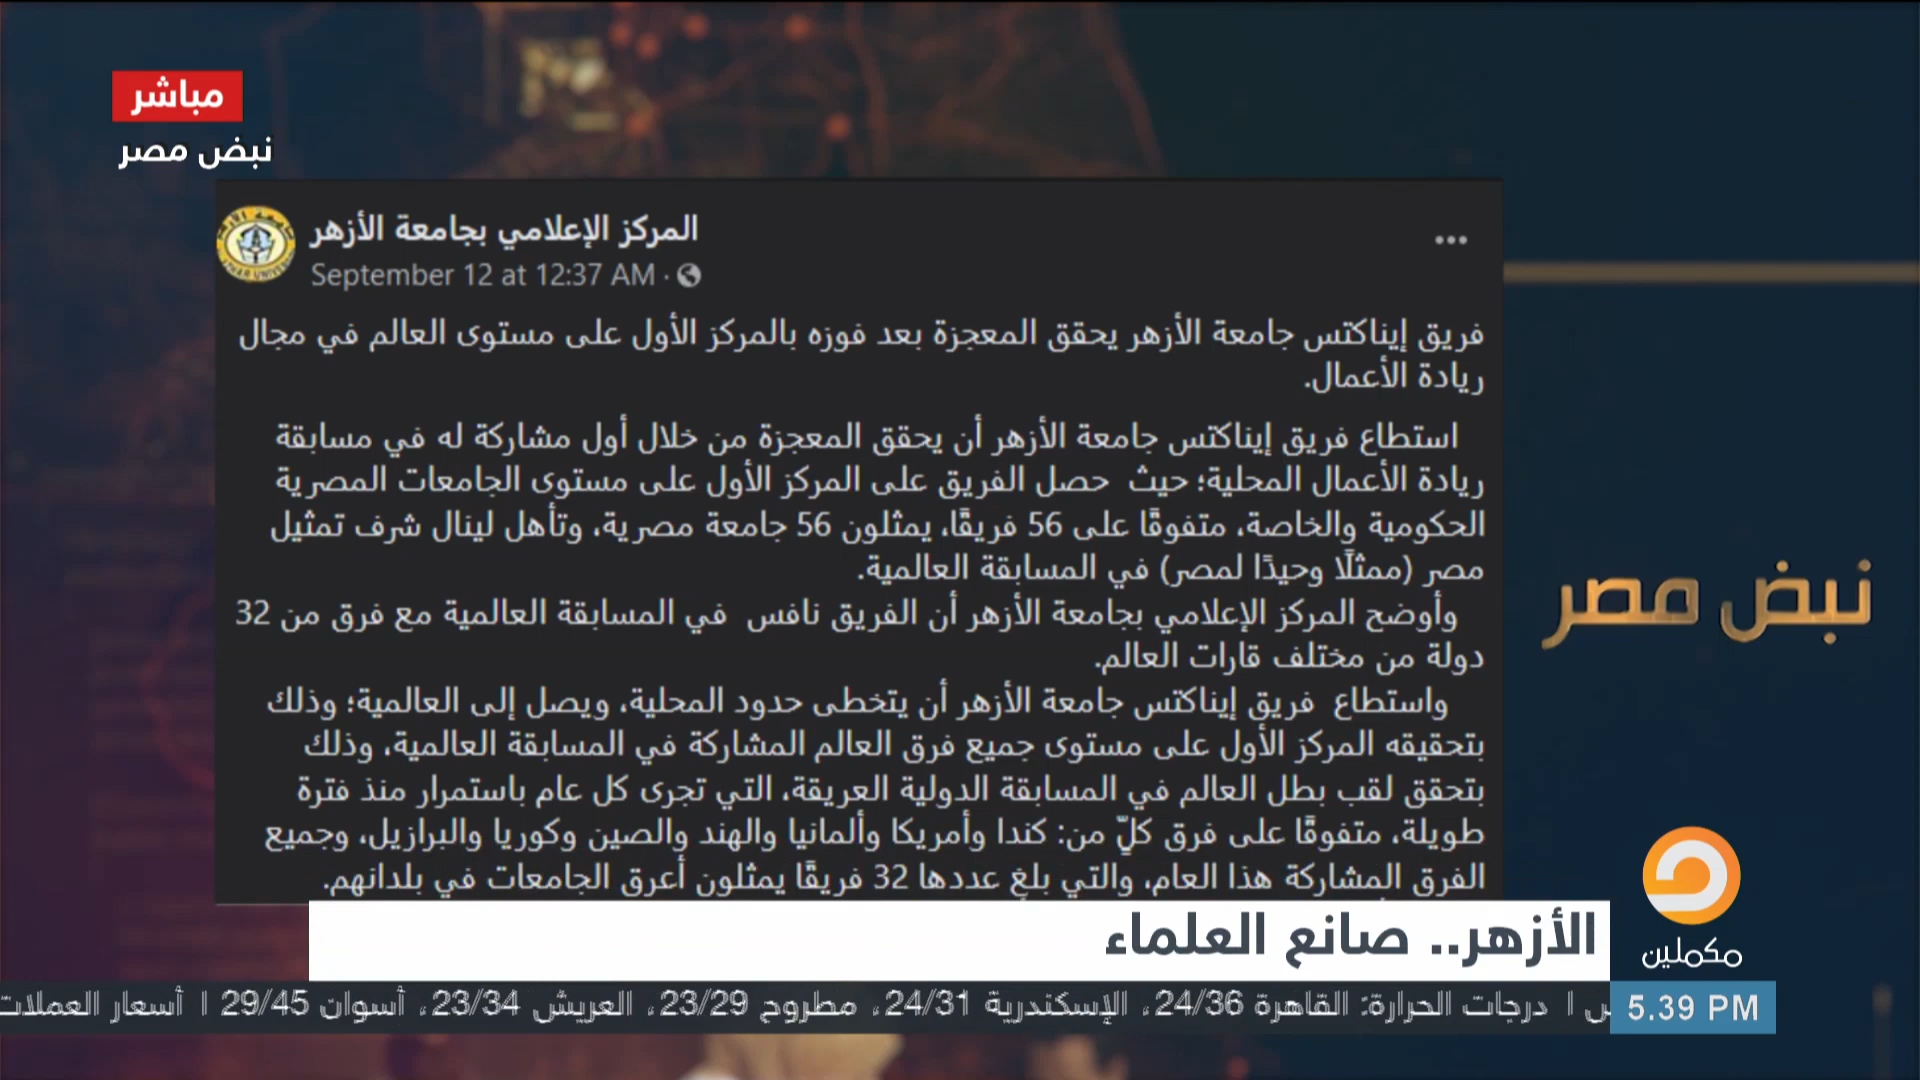 مباشر
نبض مصر
المركز الإعلامي بجامعة الأزهر
September 12 at 12:37 AM ·
فريق إيناكتس جامعة الأزهر يحقق المعجزة بعد فوزه بالمركز الأول على مستوى العالم في مجال
ريادة الأعمال.
استطاع فريق إيناكتس جامعة الأزهر أن يحقق المعجزة من خلال أول مشاركة له في مسابقة
ريادة الأعمال المحلية؛ حيث حصل الفريق على المركز الأول على مستوى الجامعات المصرية
الحكومية والخاصة، متفوقًا على 56 فريقًا، يمثلون 56 جامعة مصرية، وتأهل لينال شرف تمثيل
مصر (ممثلًا وحيدًا لمصر) في المسابقة العالمية.
وأوضح المركز الإعلامي بجامعة الأزهر أن الفريق نافس في المسابقة العالمية مع فرق من 32
دولة من مختلف قارات العالم.
واستطاع فريق إيناكتس جامعة الأزهر أن يتخطى حدود المحلية، ويصل إلى العالمية؛ وذلك
بتحقيقه المركز الأول على مستوى جميع فرق العالم المشاركة في المسابقة العالمية، وذلك
بتحقق لقب بطل العالم في المسابقة الدولية العريقة، التي تجرى كل عام باستمرار منذ فترة
طويلة، متفوقًا على فرق كلٍّ من: كندا وأمريكا وألمانيا والهند والصين وكوريا والبرازيل، وجميع
الفرق المشاركة هذا العام، والتي بلغ عددها 32 فريقًا يمثلون أعرق الجامعات في بلدانهم.
نبض مصر
الأزهر.. صانع العلماء
مكملين
درجات الحرارة: القاهرة 24/36، الإسكندرية 24/31، مطروح 23/29، العريش 23/34، أسوان 29/45 | أسعار العملات
5.39 PM